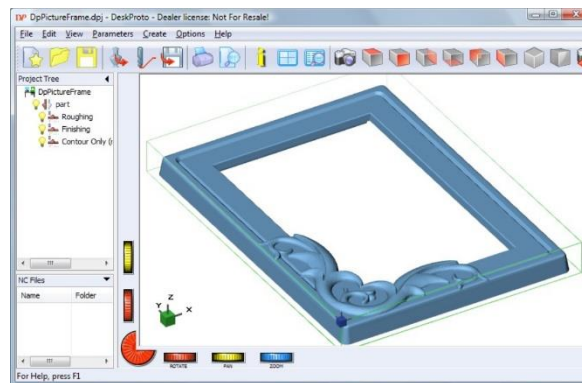 DpPictureFrame.dpj - DeskProto - Dealer license: Not For Resale!
File Edit View Parameters Create Options Help
Project Tree
DpPictureFrame
part
Roughing
Finishing
Contour Only (r
NC Files
Name Folder
Z
Y
X
ROTATE PAN ZOOM
For Help, press F1